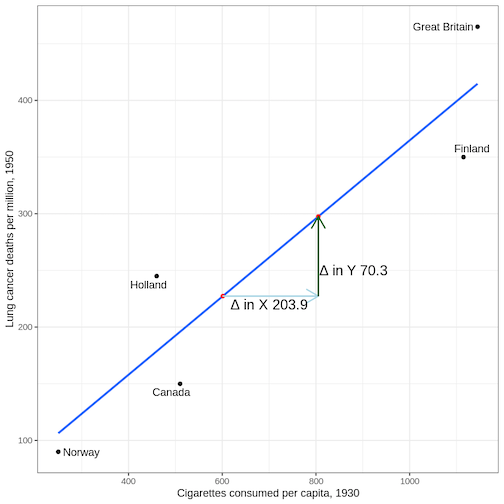 Great Britain
400
Finland
Lung cancer deaths per million, 1950
300
Δ in Y 70.3
Holland
Δ in X 203.9
200
Canada
100
Norway
400 600 800 1000
Cigarettes consumed per capita, 1930